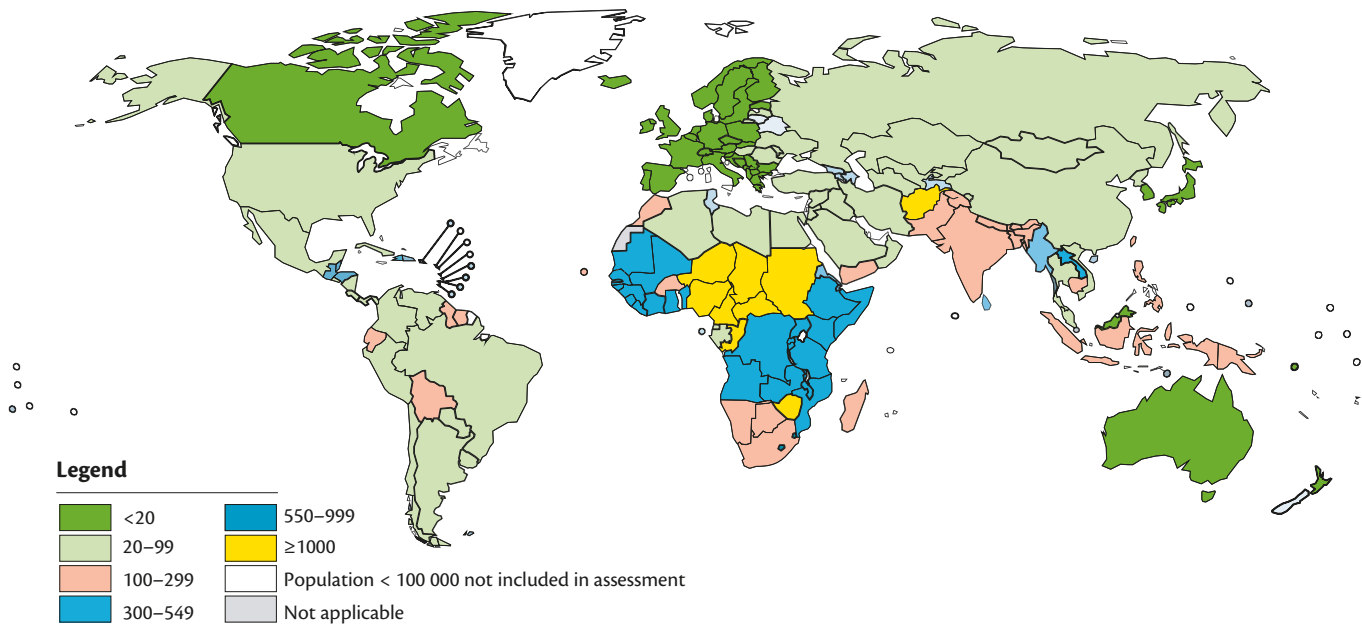 Legend
<20
20–99
100–299
300–549
550–999
≥1000
Population < 100 000 not included in assessment
Not applicable